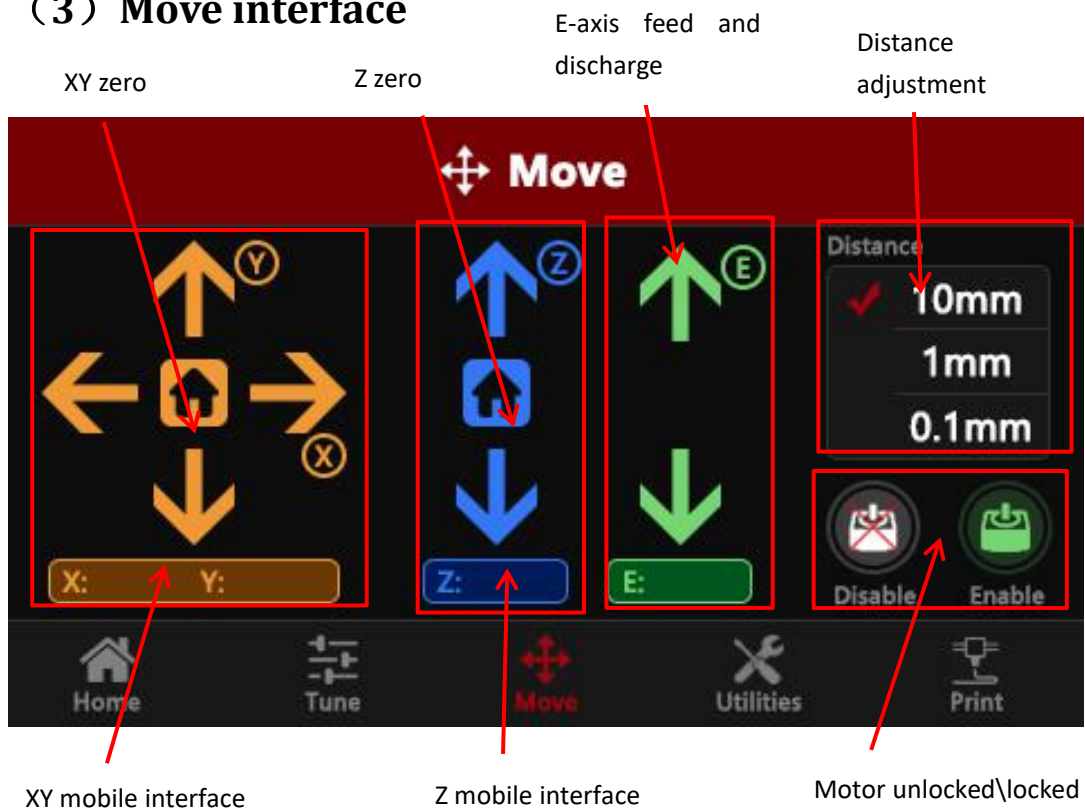 （3）Move interface
E-axis feed and
discharge
Distance
adjustment
XY zero
Z zero
Move
Y
Z
E
X
Distance
10mm
1mm
0.1mm
X: Y:
Z:
E:
Disable
Enable
Home
Tune
Move
Utilities
Print
XY mobile interface
Z mobile interface
Motor unlocked\locked